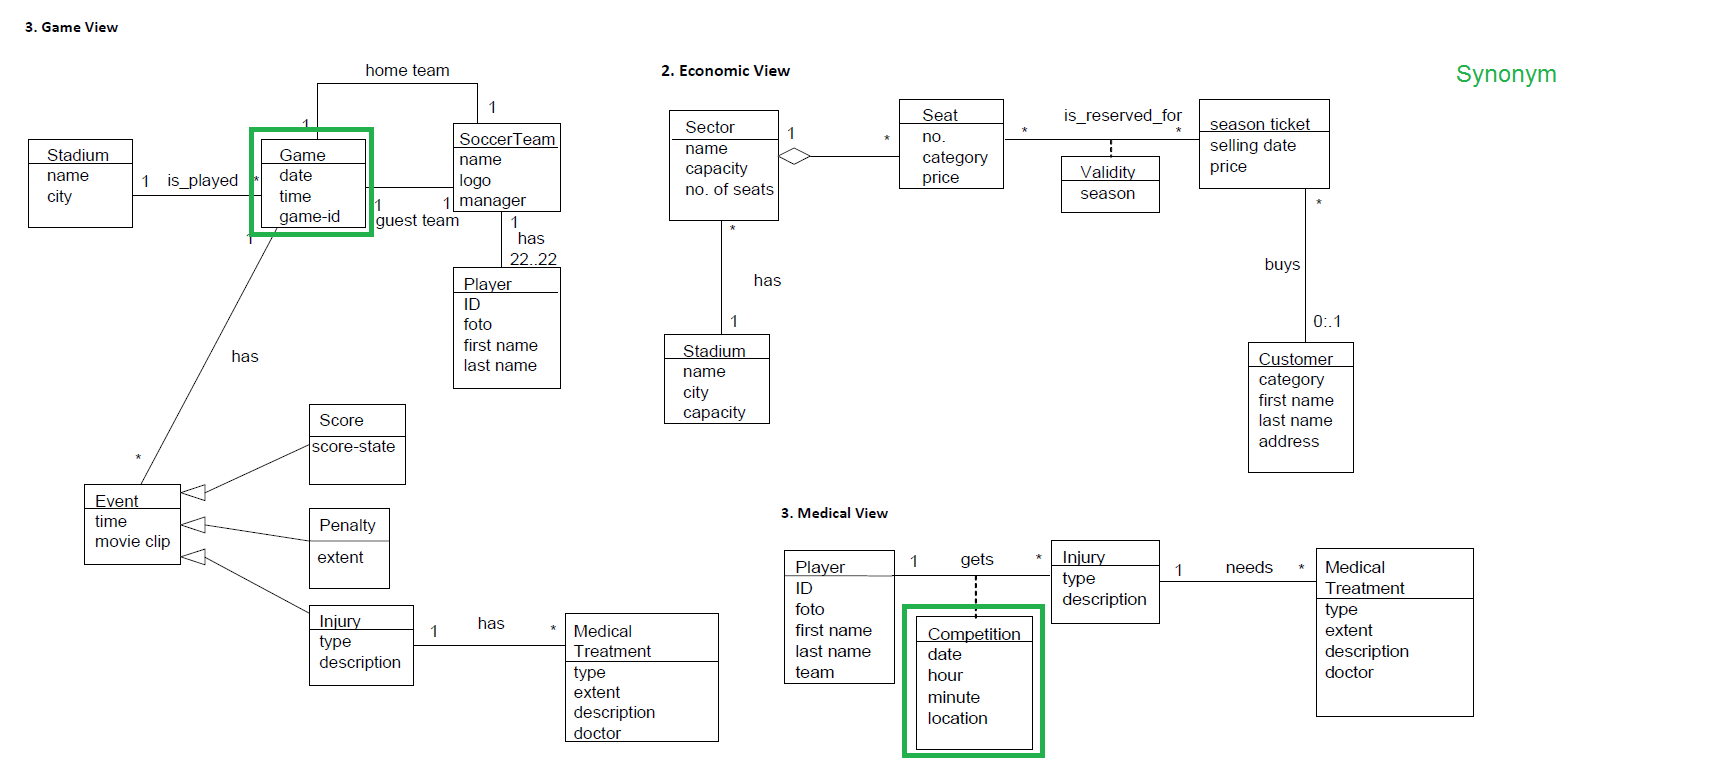 3. Game View
home team
1
1
Stadium
name
city
1
is_played
*
Game
date
time
game-id
SoccerTeam
name
logo
manager
1
1
guest team
1
has
22..22
Player
ID
foto
first name
last name
1
has
*
Event
time
movie clip
Score
score-state
Penalty
extent
Injury
type
description
1
has
*
Medical
Treatment
type
extent
description
doctor
2. Economic View
Synonym
Sector
name
capacity
no. of seats
1
*
Seat
no.
category
price
*
is_reserved_for
*
Validity
season
season ticket
selling date
price
*
has
1
Stadium
name
city
capacity
*
buys
0:.1
Customer
category
first name
last name
address
3. Medical View
Player
ID
foto
first name
last name
team
1
gets
*
Competition
date
hour
minute
location
Injury
type
description
1
needs
*
Medical
Treatment
type
extent
description
doctor